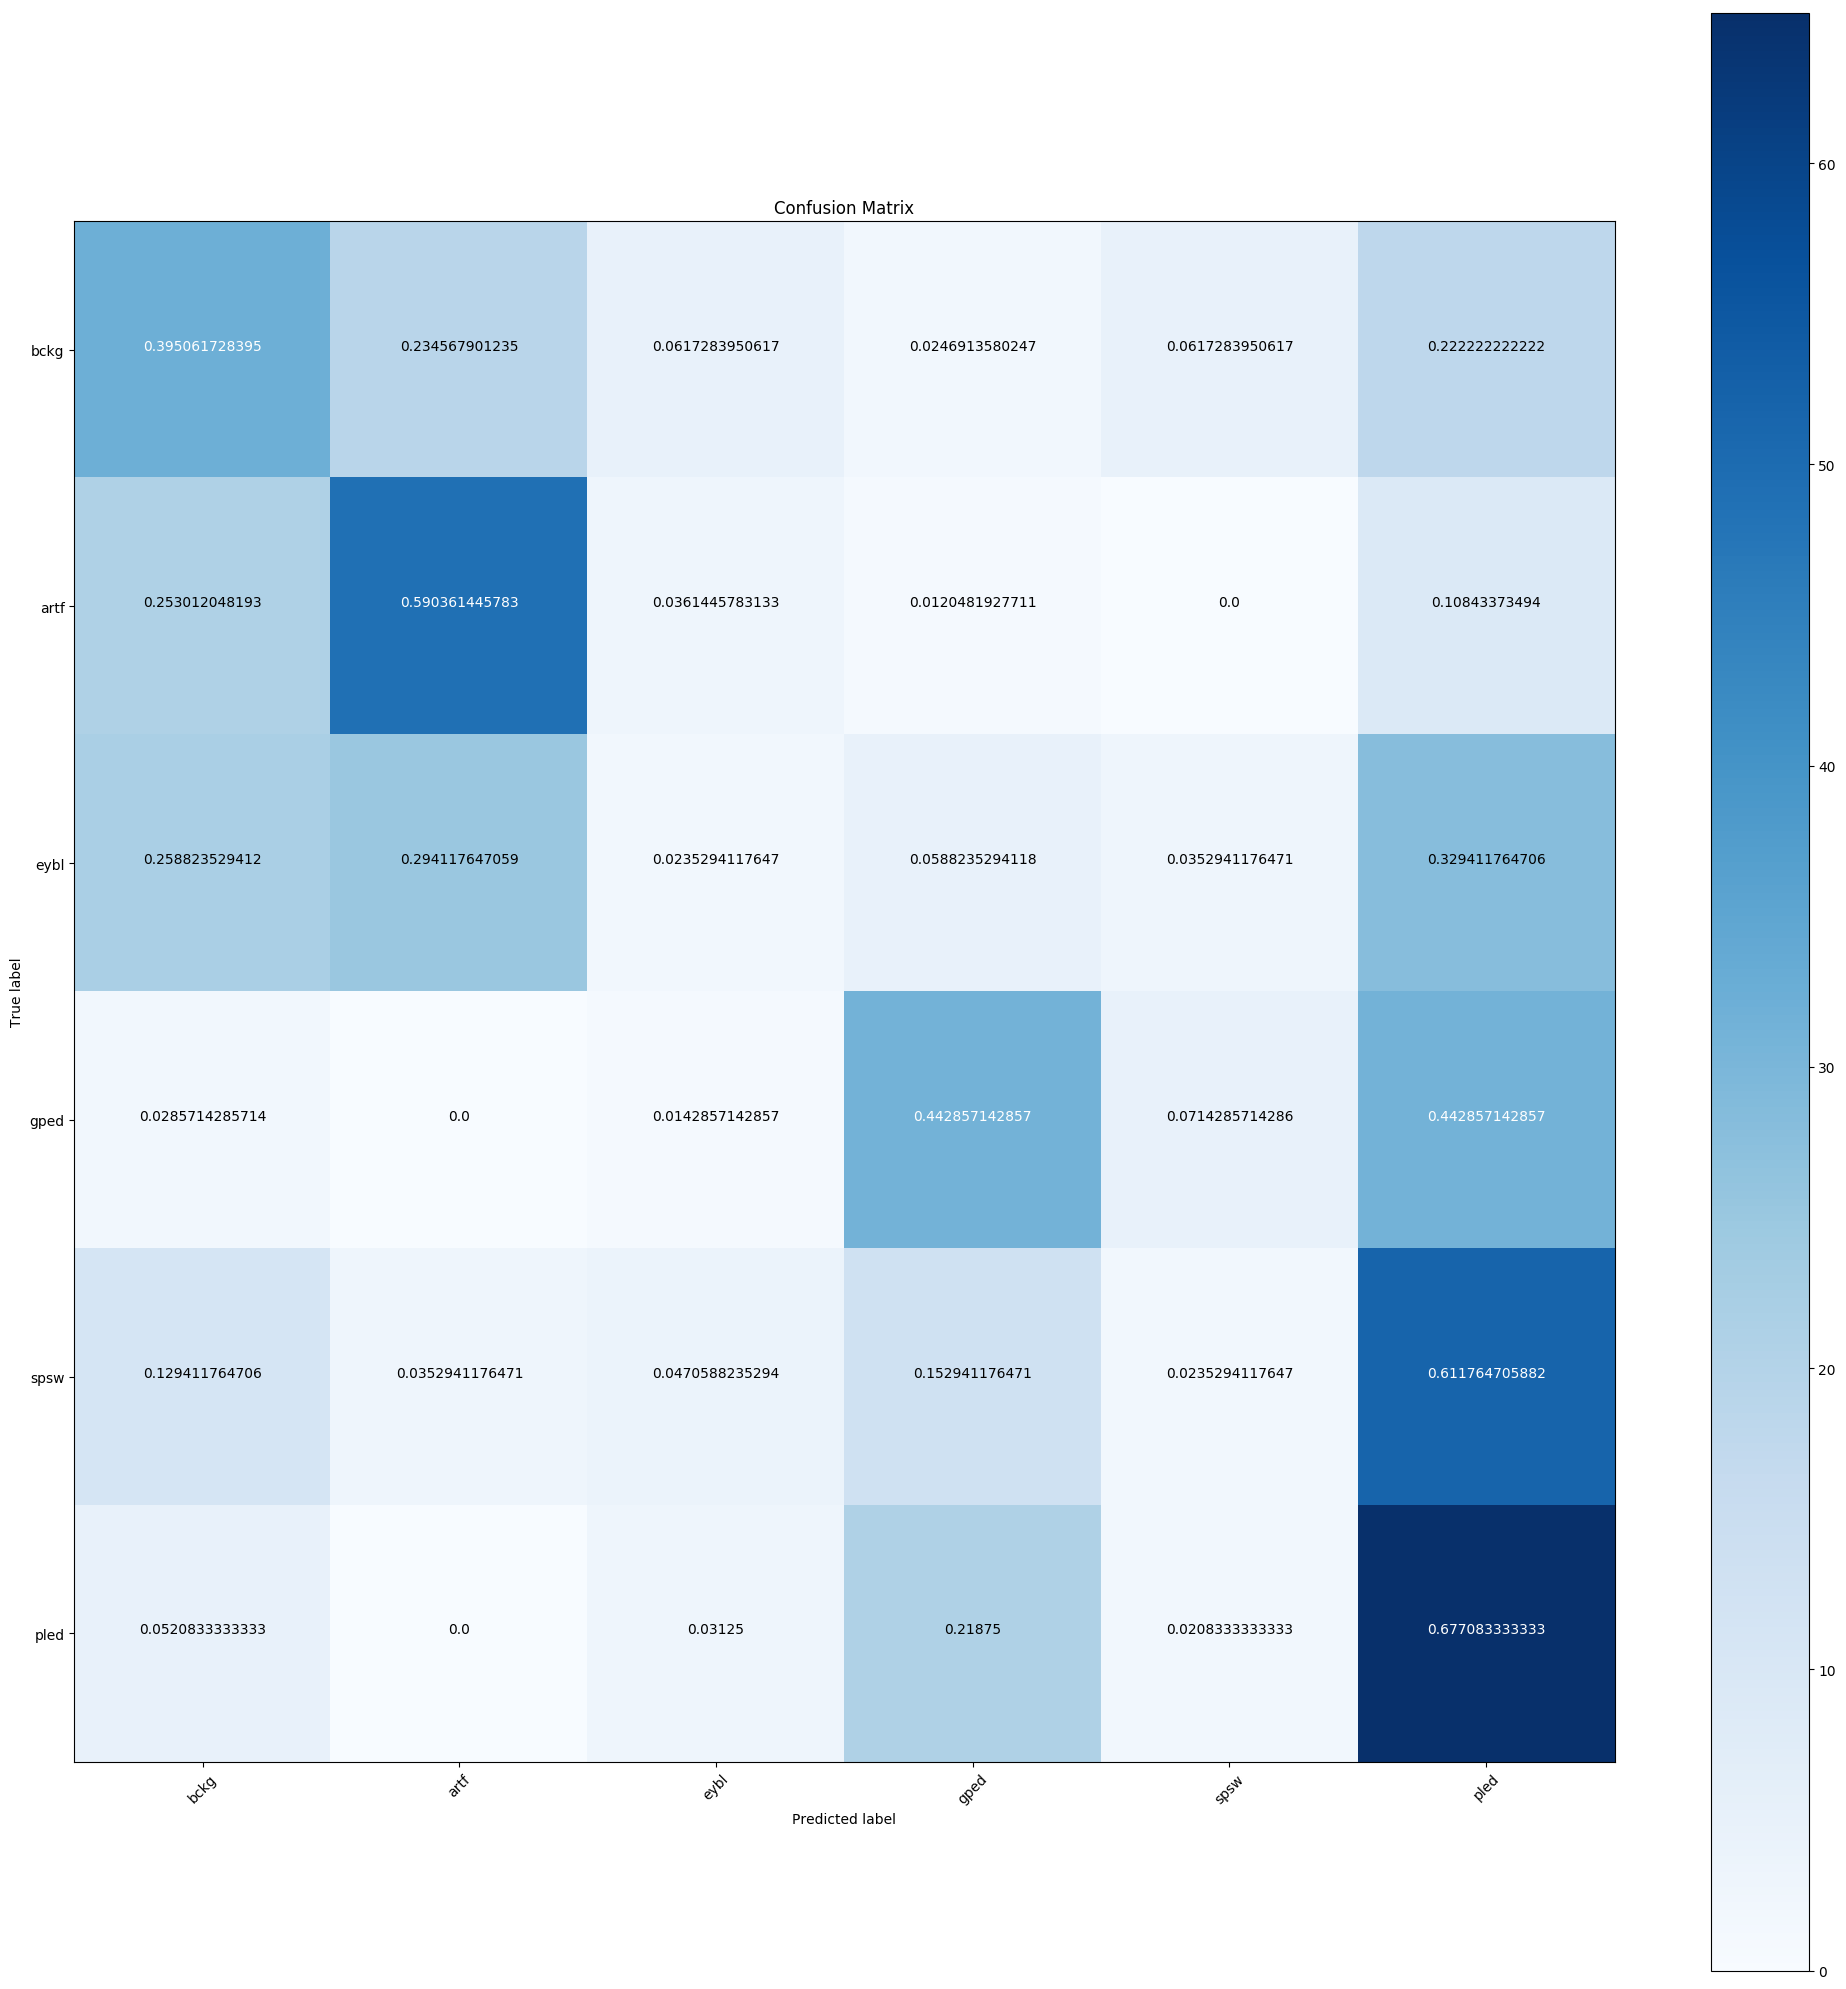 Confusion Matrix
bckg 0.395061728395 0.234567901235 0.0617283950617 0.0246913580247 0.0617283950617 0.222222222222
artf 0.253012048193 0.590361445783 0.0361445783133 0.0120481927711 0.0 0.10843373494
eybl 0.258823529412 0.294117647059 0.0235294117647 0.0588235294118 0.0352941176471 0.329411764706
gped 0.0285714285714 0.0 0.0142857142857 0.442857142857 0.0714285714286 0.442857142857
spsw 0.129411764706 0.0352941176471 0.0470588235294 0.152941176471 0.0235294117647 0.611764705882
pled 0.0520833333333 0.0 0.03125 0.21875 0.0208333333333 0.677083333333
True label
bckg artf eybl gped spsw pled
Predicted label
60
50
40
30
20
10
0